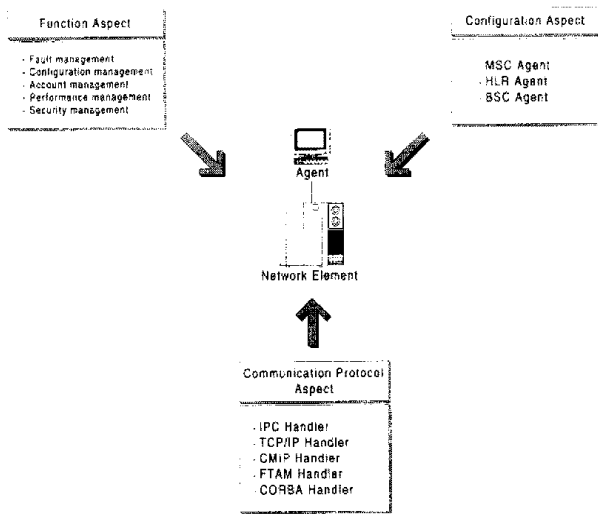 Function Aspect
- Fault management
- Configuration management
- Account management
- Performance management
- Security management
Configuration Aspect
MSC Agent
- HLR Agent
- BSC Agent
Agent
Network Element
Communication Protocol
Aspect
- IPC Handler
- TCP/IP Handler
- CMIP Handler
- FTAM Handler
- CORBA Handler